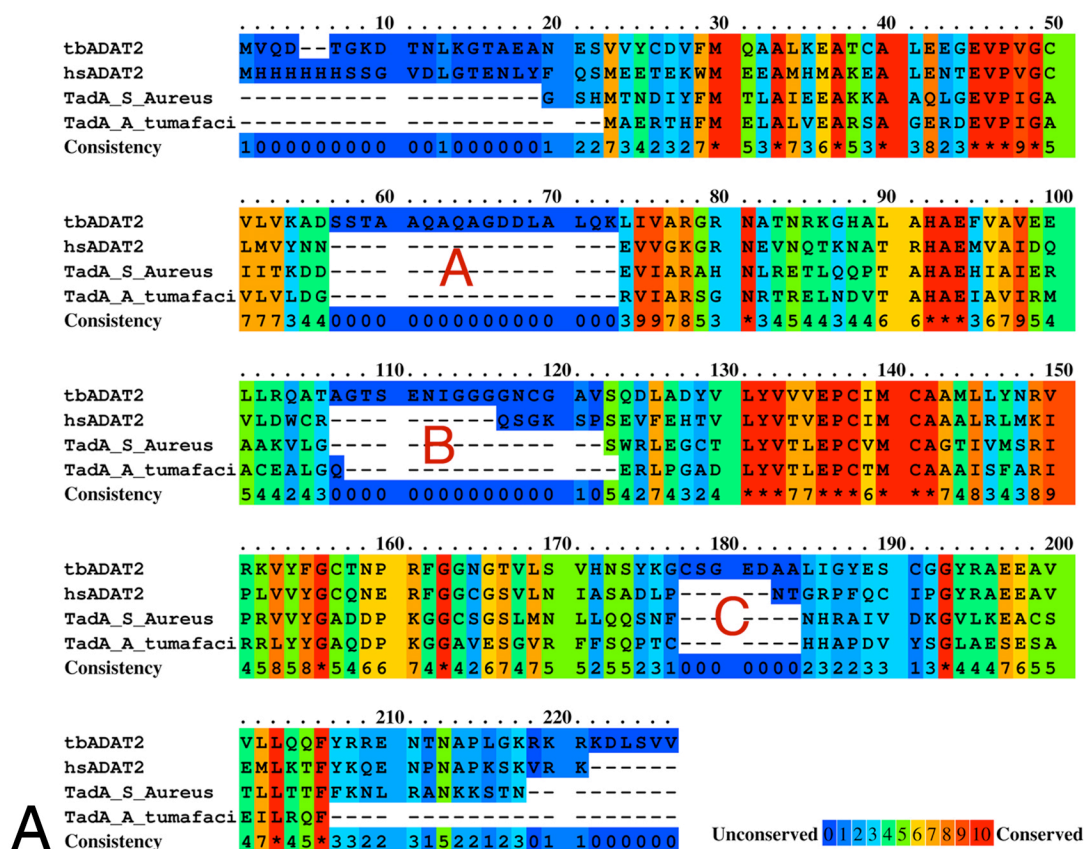 . . . . . . . . . 10 . . . . . . . . . 20 . . . . . . . . . 30 . . . . . . . . . 40 . . . . . . . . . 50
tbADAT2 MVQD--TGKD TNLKGTAEAN ESVVYCDVFM QAALKEATCA LEEGEVPVGC
hsADAT2 MHHHHHHSSG VDLGTENLYF QSMEETEKWM EEAMHMAKEA LENTEVPVGC
TadA_S_Aureus ---------- ---------G SHMTNDIYFM TLAIEEAKKA AQLGEVPIGA
TadA_A_tumafaci ---------- ---------- --MAERTHFM ELALVEARSA GERDEVPIGA
Consistency 1000000000 0010000001 227342327* 53*736*53* 3823***9*5
. . . . . . . . . 60 . . . . . . . . . 70 . . . . . . . . . 80 . . . . . . . . . 90 . . . . . . . . . 100
tbADAT2 VLVKADSSTA AQAQAGDDLA LQKLIVARGR NATNRKGHAL AHAEFVAVEE
hsADAT2 LMVYNN---- ---------- ---EVVGKGR NEVNQTKNAT RHAEMVAIDQ
TadA_S_Aureus IITKDD---- ---------- ---EVIARAH NLRETLQQPT AHAEHIAIER
TadA_A_tumafaci VLVLDG---- ---------- ---RVIARSG NRTRELNDVT AHAEIAVIRM
Consistency 7773440000 0000000000 0003997853 *345443446 6***367954
A
. . . . . . . . . 110 . . . . . . . . . 120 . . . . . . . . . 130 . . . . . . . . . 140 . . . . . . . . . 150
tbADAT2 LLRQATAGTS ENIGGGGNCG AVSQDLADYV LYVVVEPCIM CAAMLLYNRV
hsADAT2 VLDWCR---- ------QSGK SPSEVFEHTV LYVTVEPCIM CAAALRLMKI
TadA_S_Aureus AAKVLG---- ---------- --SWRLEGCT LYVTLEPCVM CAGTIVMSRI
TadA_A_tumafaci ACEALGQ--- ---------- ---ERLPGAD LYVTLEPCTM CAAAISFARI
Consistency 5442430000 0000000000 1054274324 ***77***6* **74834389
B
. . . . . . . . . 160 . . . . . . . . . 170 . . . . . . . . . 180 . . . . . . . . . 190 . . . . . . . . . 200
tbADAT2 RKVYFGCTNP RFGGNGTVLS VHNSYKGCSG EDAALIGYES CGGYRAEEAV
hsADAT2 PLVVYGCQNE RFGGCGSVLN IASADLP--- --NTGRPFQC IPGYRAEEAV
TadA_S_Aureus PRVVYGADDP KGGCSGSLMN LLQQSNF--- ----NHRAIV DKGVLKEACS
TadA_A_tumafaci RRLYYGAQDP KGGAVESGVR FFSQPTC--- ----HHAPDV YSGLAESESA
Consistency 45858*5466 74*4267475 5255231000 0000232233 13*4447655
C
. . . . . . . . . 210 . . . . . . . . . 220 . . . . . . .
tbADAT2 VLLQQFYRRE NTNAPLGKRK RKDLSVV
hsADAT2 EMLKTFYKQE NPNAPKSKVR K------
TadA_S_Aureus TLLTTFFKNL RANKKSTN-- -------
TadA_A_tumafaci EILRQF---- ---------- -------
Consistency 47*45*3322 3152212301 1000000
Unconserved 0 1 2 3 4 5 6 7 8 9 10 Conserved
A